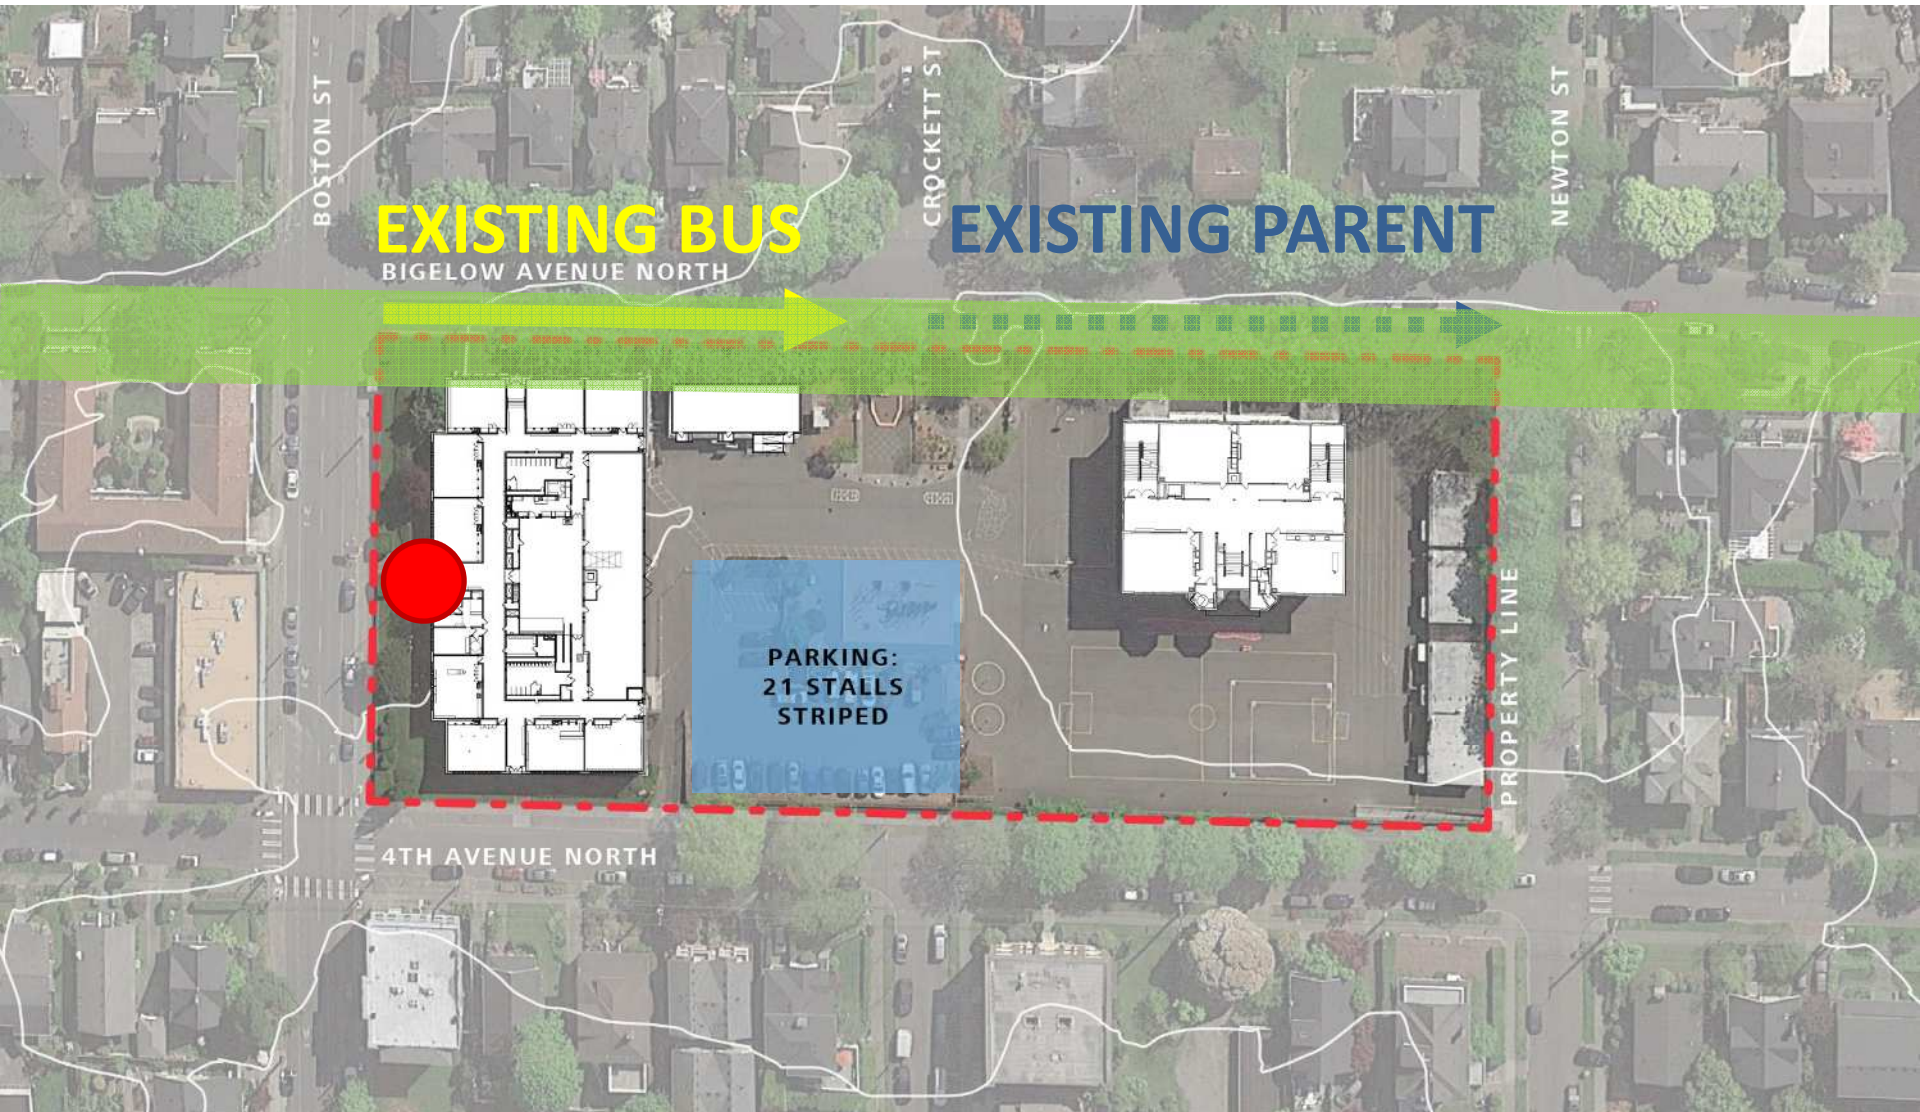 BOSTON ST
CROCKETT ST
NEWTON ST
EXISTING BUS
EXISTING PARENT
BIGELOW AVENUE NORTH
PARKING:
21 STALLS
STRIPED
PROPERTY LINE
4TH AVENUE NORTH